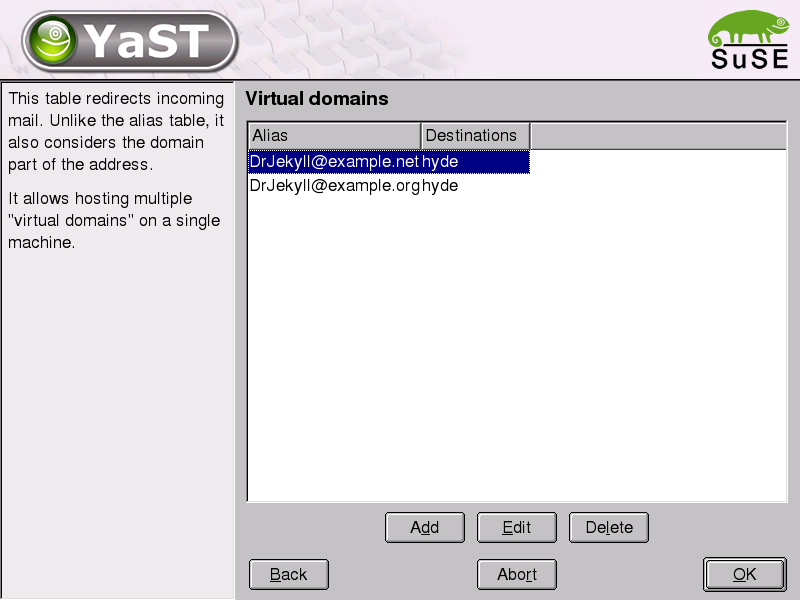 YaST
SuSE
This table redirects incoming
mail. Unlike the alias table, it
also considers the domain
part of the address.
It allows hosting multiple
"virtual domains" on a single
machine.
Virtual domains
Alias Destinations
DrJekyll@example.net hyde
DrJekyll@example.org hyde
Add Edit Delete
Back Abort OK